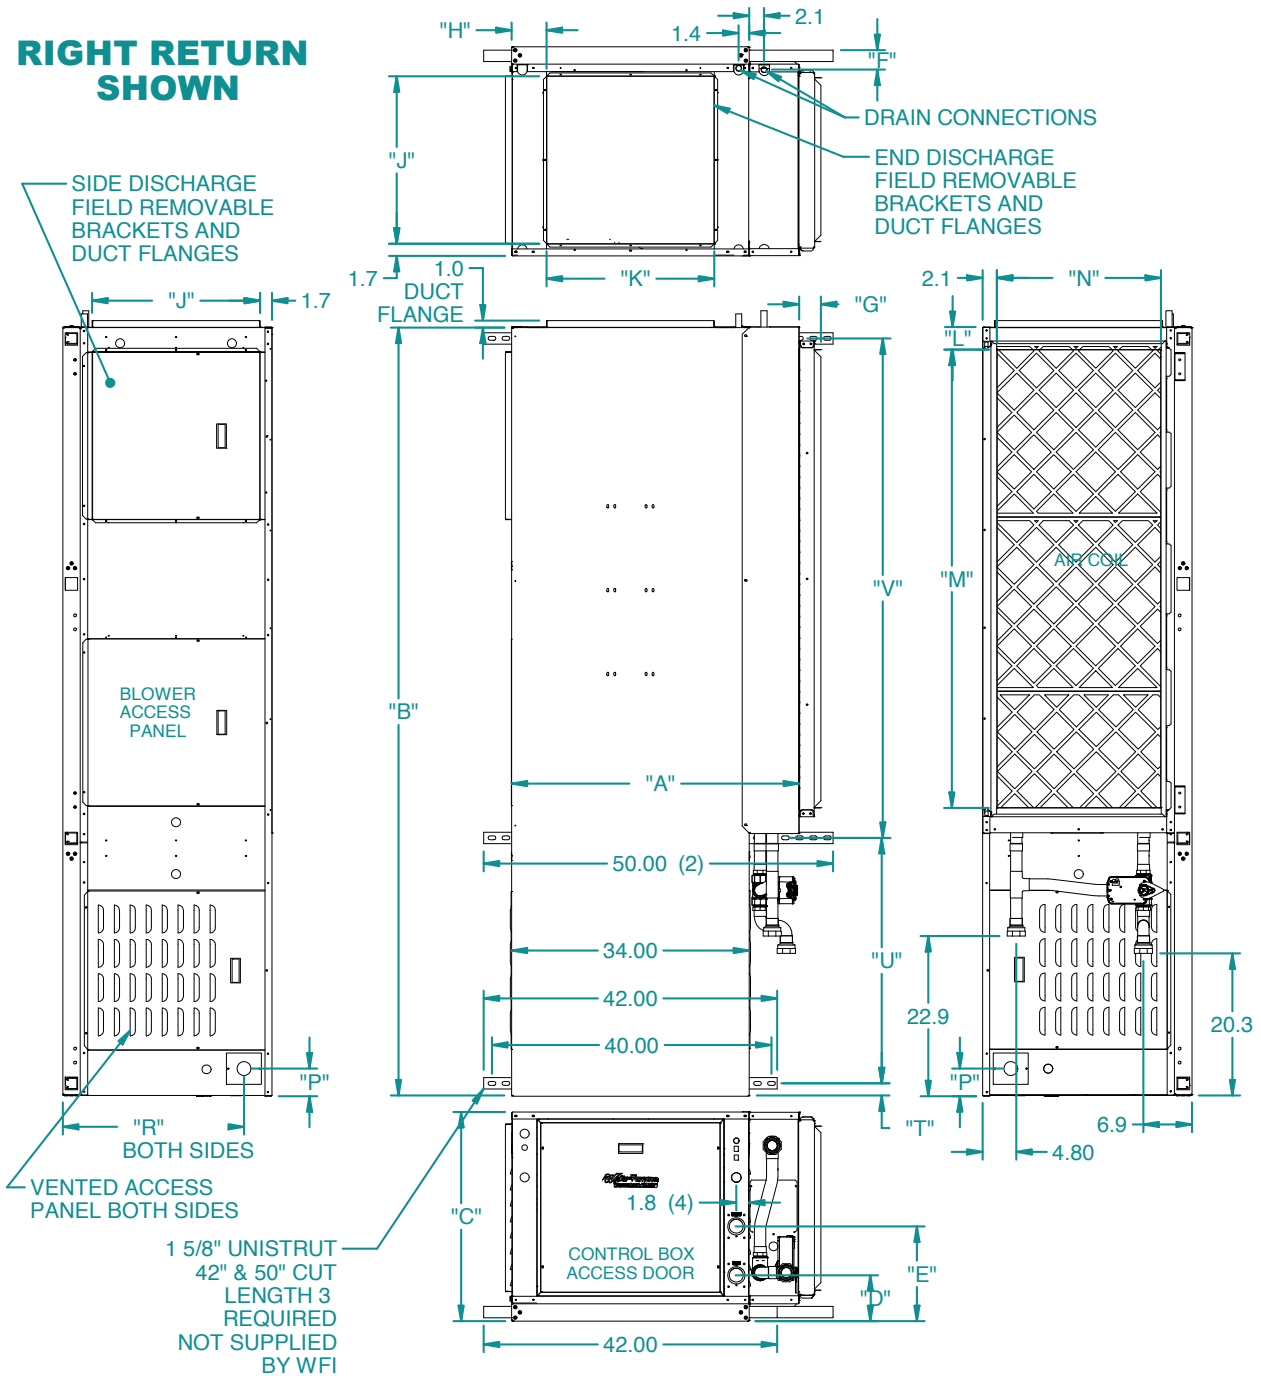 RIGHT RETURN
SHOWN
"H"
1.4
2.1
"F"
DRAIN CONNECTIONS
"J"
END DISCHARGE
FIELD REMOVABLE
BRACKETS AND
DUCT FLANGES
SIDE DISCHARGE
FIELD REMOVABLE
BRACKETS AND
DUCT FLANGES
1.7
1.0
DUCT
FLANGE
"K"
"G"
2.1
"N"
"J"
1.7
"L"
"V"
"M"
AIR COIL
BLOWER
ACCESS
PANEL
"B"
"A"
50.00 (2)
34.00
"U"
42.00
22.9
20.3
40.00
"P"
"P"
"R"
BOTH SIDES
"T"
6.9
4.80
VENTED ACCESS
PANEL BOTH SIDES
"C"
1.8 (4)
1 5/8" UNISTRUT
42" & 50" CUT
LENGTH 3
REQUIRED
NOT SUPPLIED
BY WFI
CONTROL BOX
ACCESS DOOR
"E"
"D"
42.00